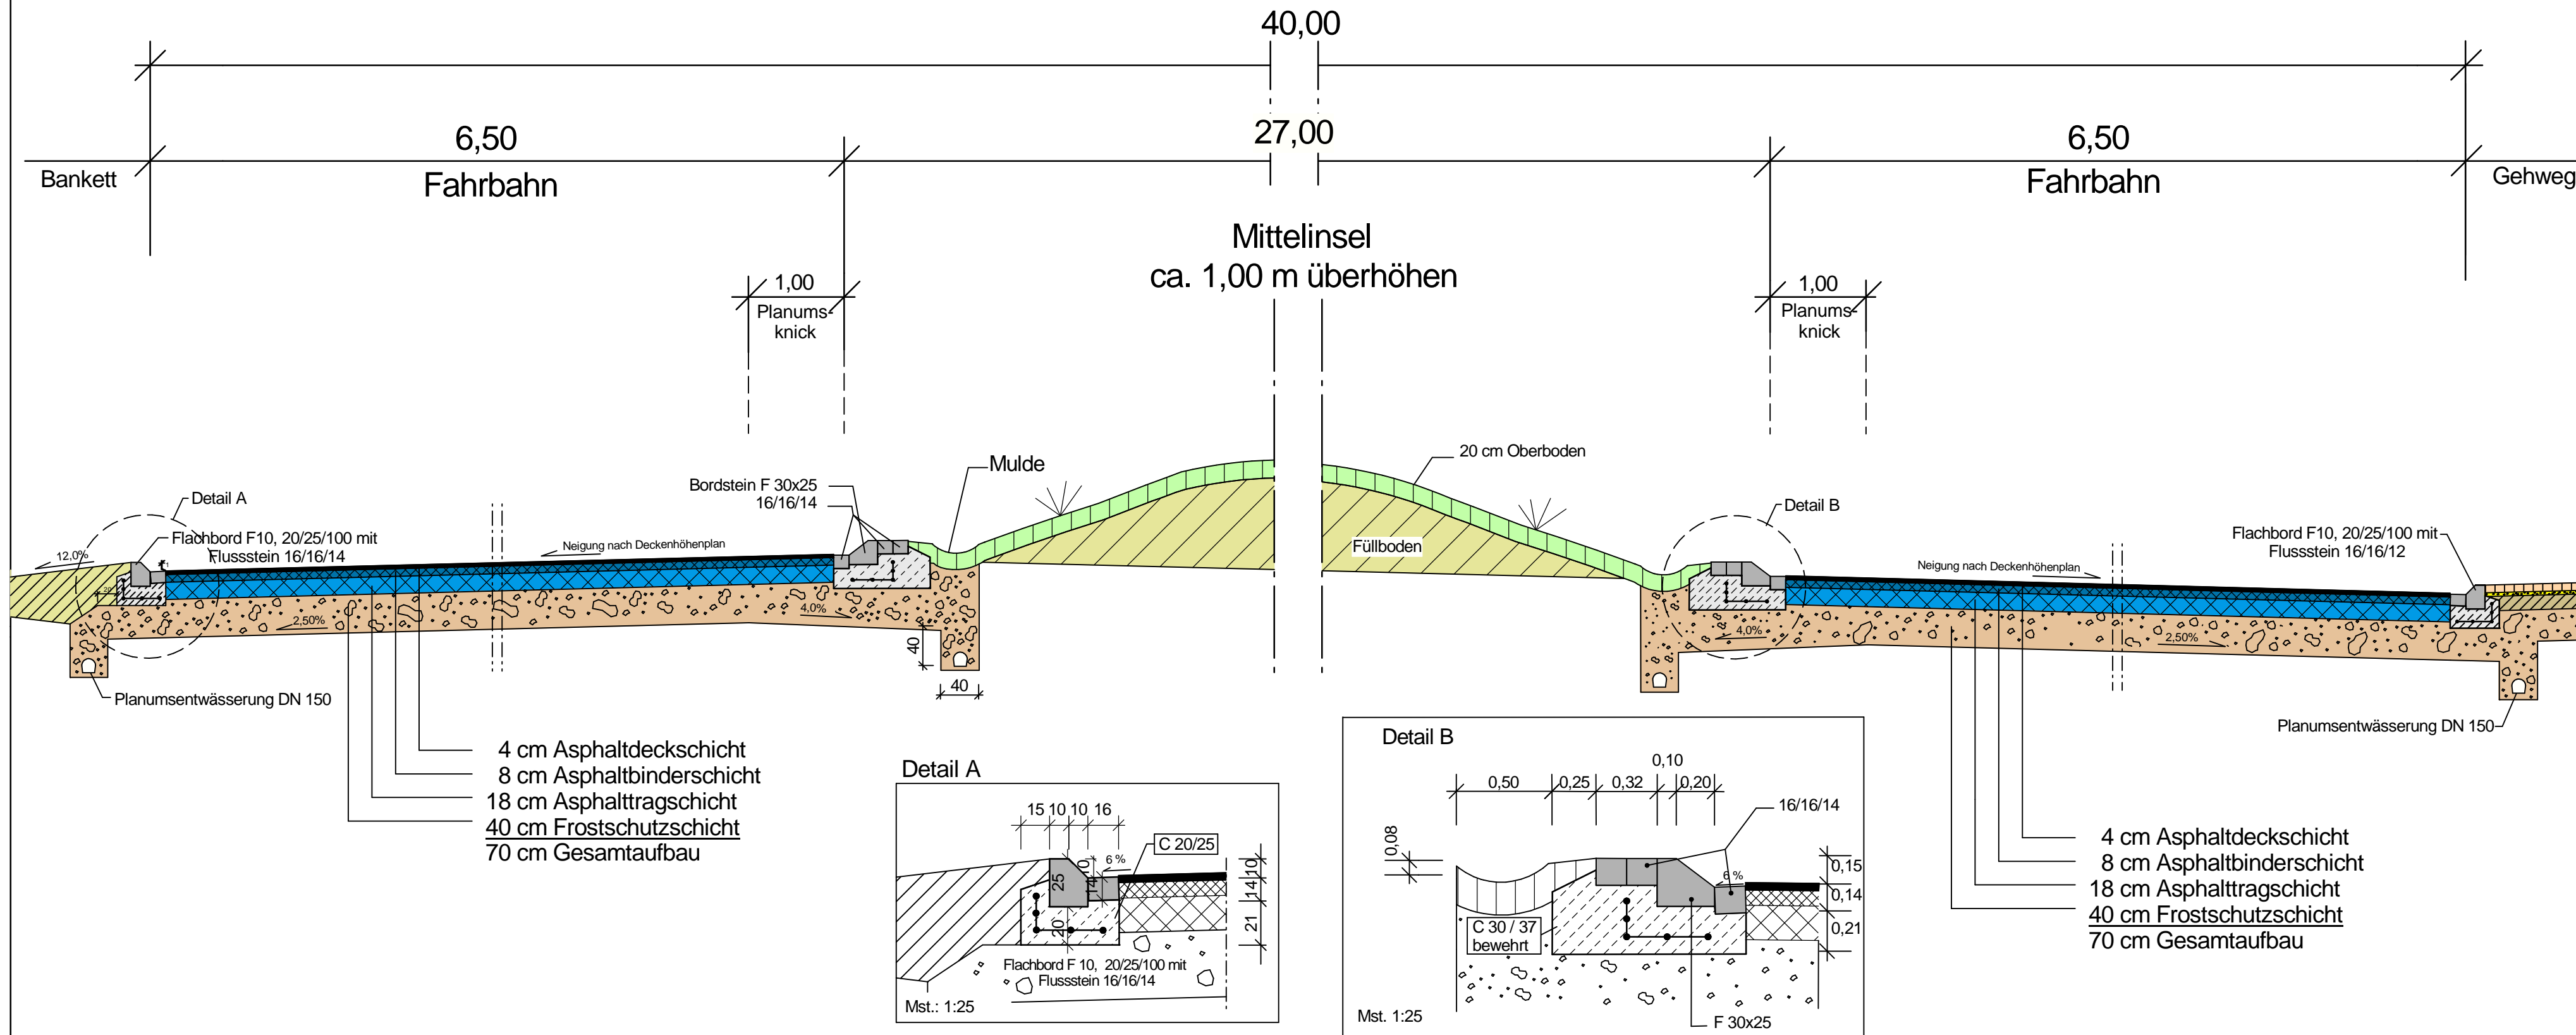 40,00
6,50
27,00
6,50
Bankett
Fahrbahn
Fahrbahn
Gehweg
Mittelinsel
ca. 1,00 m überhöhen
1,00
Planums-
knick
1,00
Planums-
knick
20 cm Oberboden
Mulde
Bordstein F 30x25
16/16/14
Detail A
Detail B
Flachbord F10, 20/25/100 mit
Flussstein 16/16/14
Flachbord F10, 20/25/100 mit
Flussstein 16/16/12
12,0%
Neigung nach Deckenhöhenplan
Füllboden
Neigung nach Deckenhöhenplan
20
2,50%
4,0%
40
40
4,0%
2,50%
Planumsentwässerung DN 150
Planumsentwässerung DN 150
4 cm Asphaltdeckschicht
8 cm Asphaltbinderschicht
18 cm Asphalttragschicht
40 cm Frostschutzschicht
70 cm Gesamtaufbau
Detail A
15 10 10 16
C 20/25
6 %
10
25
14
20
10
14
21
Flachbord F 10, 20/25/100 mit
Flussstein 16/16/14
Mst.: 1:25
Detail B
0,10
0,50 0,25 0,32 0,20
16/16/14
0,08
6 %
0,15
0,14
0,21
C 30 / 37
bewehrt
F 30x25
Mst. 1:25
4 cm Asphaltdeckschicht
8 cm Asphaltbinderschicht
18 cm Asphalttragschicht
40 cm Frostschutzschicht
70 cm Gesamtaufbau